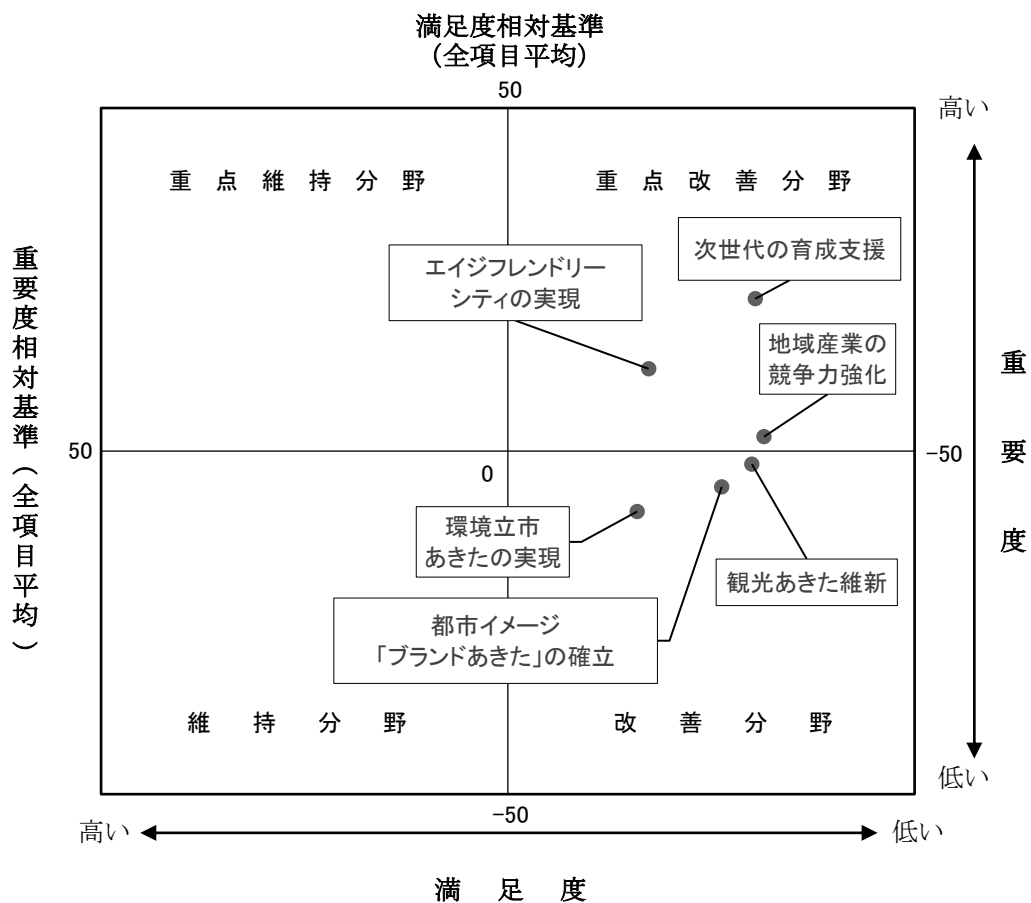 満足度相対基準
(全項目平均)
50
高い
重点維持分野
重点改善分野
次世代の育成支援
エイジフレンドリー
シティの実現
地域産業の
競争力強化
重要度相対基準(全項目平均)
50
-50
0
重要度
環境立市
あきたの実現
観光あきた維新
都市イメージ
「ブランドあきた」の確立
維持分野
改善分野
低い
-50
高い
低い
満足度